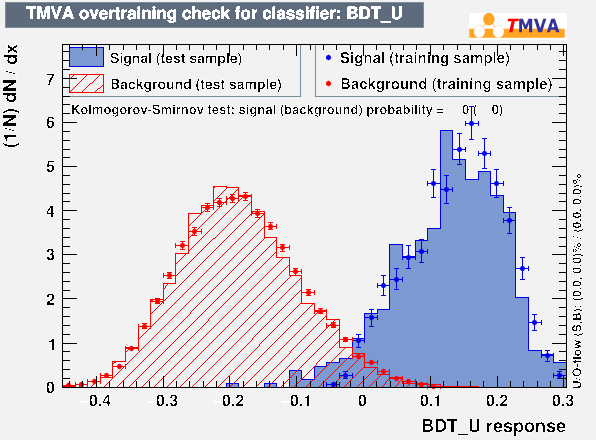 TMVA overtraining check for classifier: BDT_U
TMVA
Signal (test sample)
Background (test sample)
Signal (training sample)
Background (training sample)
Kolmogorov-Smirnov test: signal (background) probability = 0 ( 0)
(1/N) dN / dx
7
6
5
4
3
2
1
0
−0.4 −0.3 −0.2 −0.1 0 0.1 0.2 0.3
BDT_U response
U/O-flow (S,B): (0.0, 0.0)% / (0.0, 0.0)%